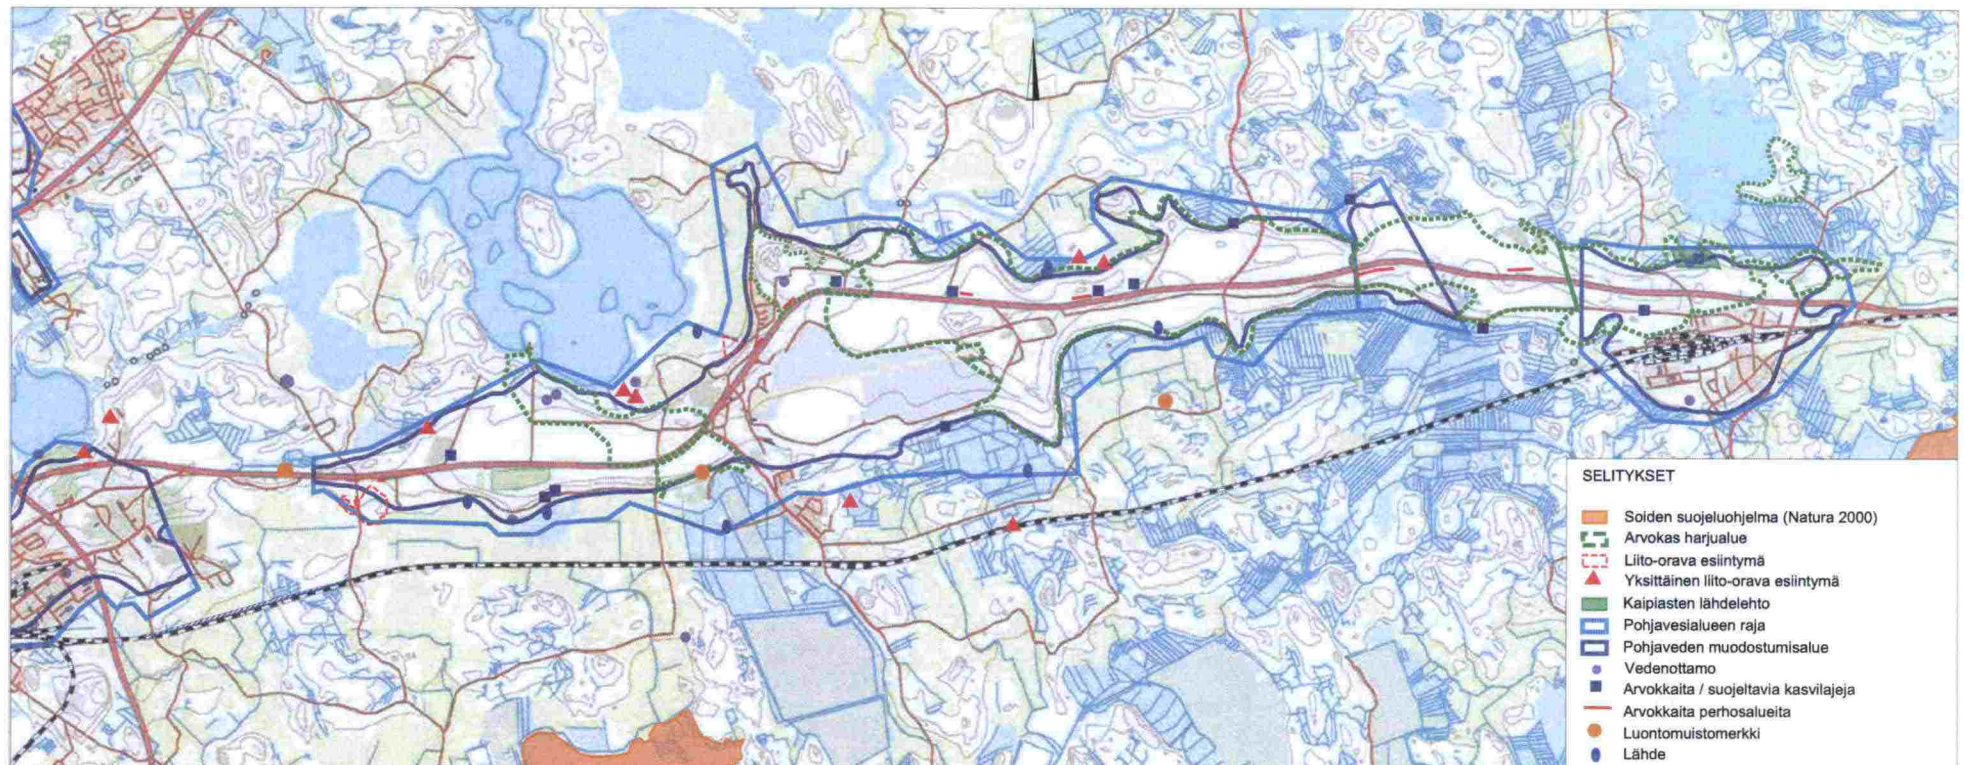 SELITYKSET
Soiden suojeluohjelma (Natura 2000)
Arvokas harjualue
Liito-orava esiintymä
Yksittäinen liito-orava esiintymä
Kaipiasten lähdelehto
Pohjavesialueen raja
Pohjaveden muodostumisalue
Vedenottamo
Arvokkaita / suojeltavia kasvilajeja
Arvokkaita perhosalueita
Luontomuistomerkki
Lähde